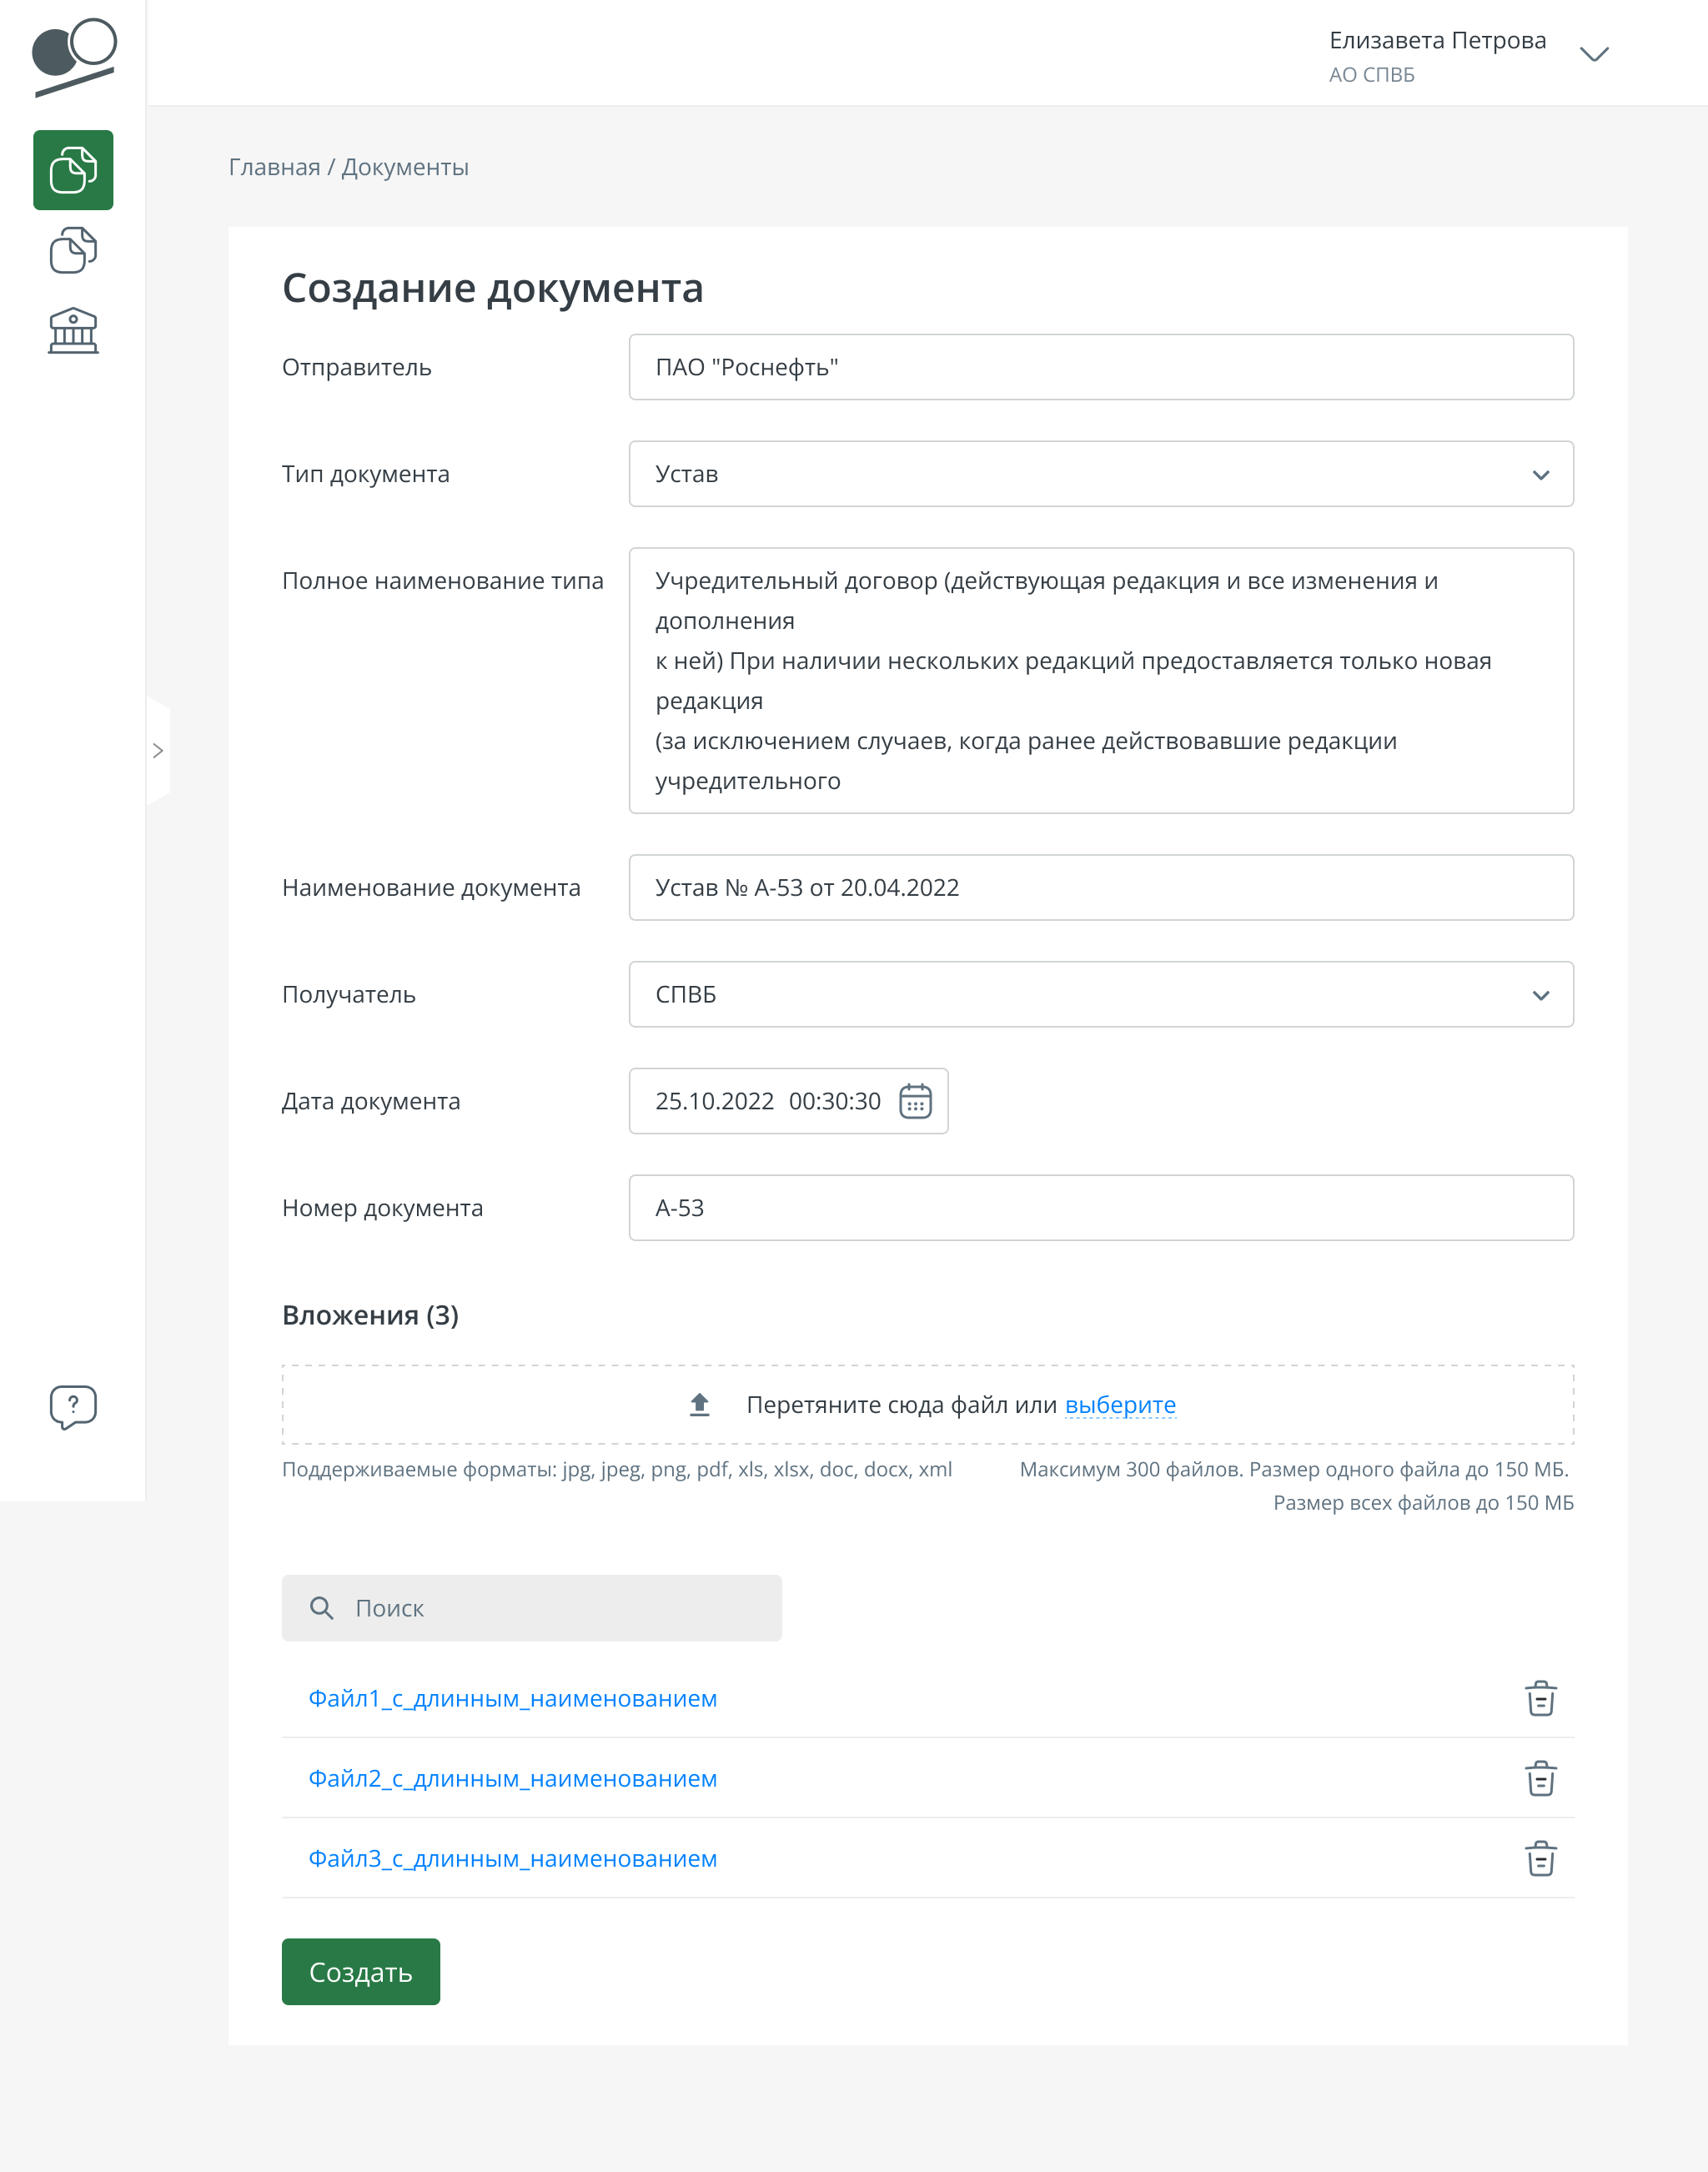 Елизавета Петрова
АО СПВБ
Главная / Документы
Создание документа
Отправитель
ПАО "Роснефть"
Тип документа
Устав
Полное наименование типа
Учредительный договор (действующая редакция и все изменения и
дополнения
к ней) При наличии нескольких редакций предоставляется только новая
редакция
(за исключением случаев, когда ранее действовавшие редакции
учредительного
Наименование документа
Устав № А-53 от 20.04.2022
Получатель
СПВБ
Дата документа
25.10.2022 00:30:30
Номер документа
А-53
Вложения (3)
Перетяните сюда файл или выберите
Поддерживаемые форматы: jpg, jpeg, png, pdf, xls, xlsx, doc, docx, xml
Максимум 300 файлов. Размер одного файла до 150 МБ.
Размер всех файлов до 150 МБ
Поиск
Файл1_с_длинным_наименованием
Файл2_с_длинным_наименованием
Файл3_с_длинным_наименованием
Создать